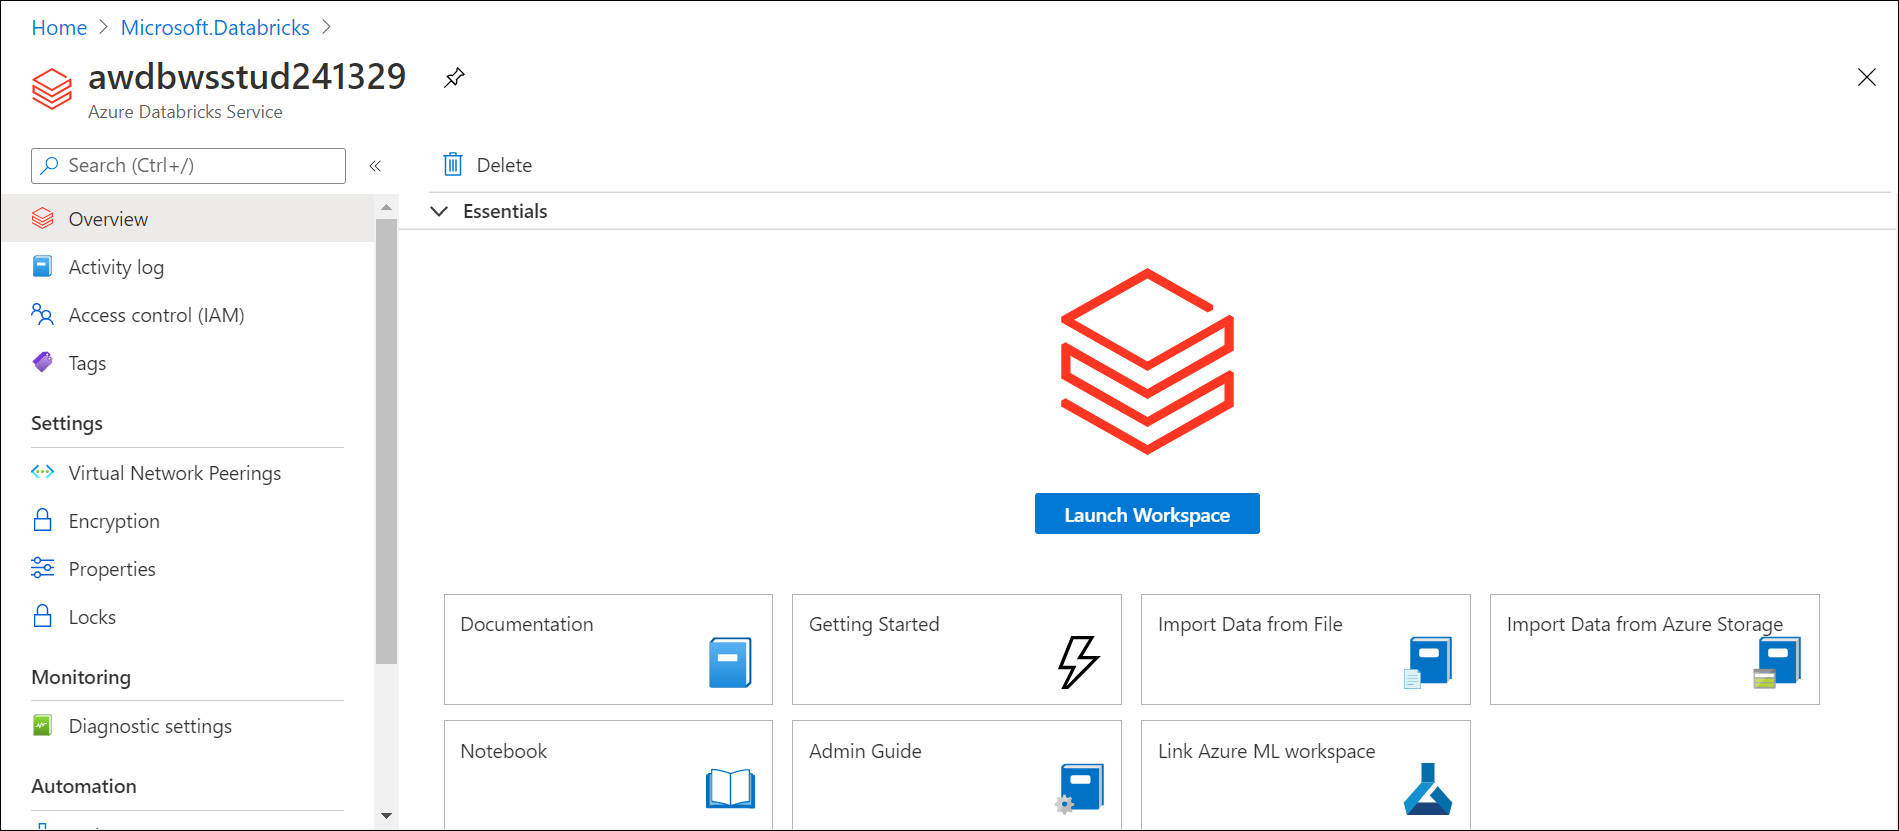 Home > Microsoft.Databricks >
awdbwsstud241329
Azure Databricks Service
Search (Ctrl+/)
«
Delete
Essentials
Overview
Activity log
Access control (IAM)
Tags
Settings
Virtual Network Peerings
Encryption
Properties
Locks
Monitoring
Diagnostic settings
Automation
Launch Workspace
Documentation
Getting Started
Import Data from File
Import Data from Azure Storage
Notebook
Admin Guide
Link Azure ML workspace